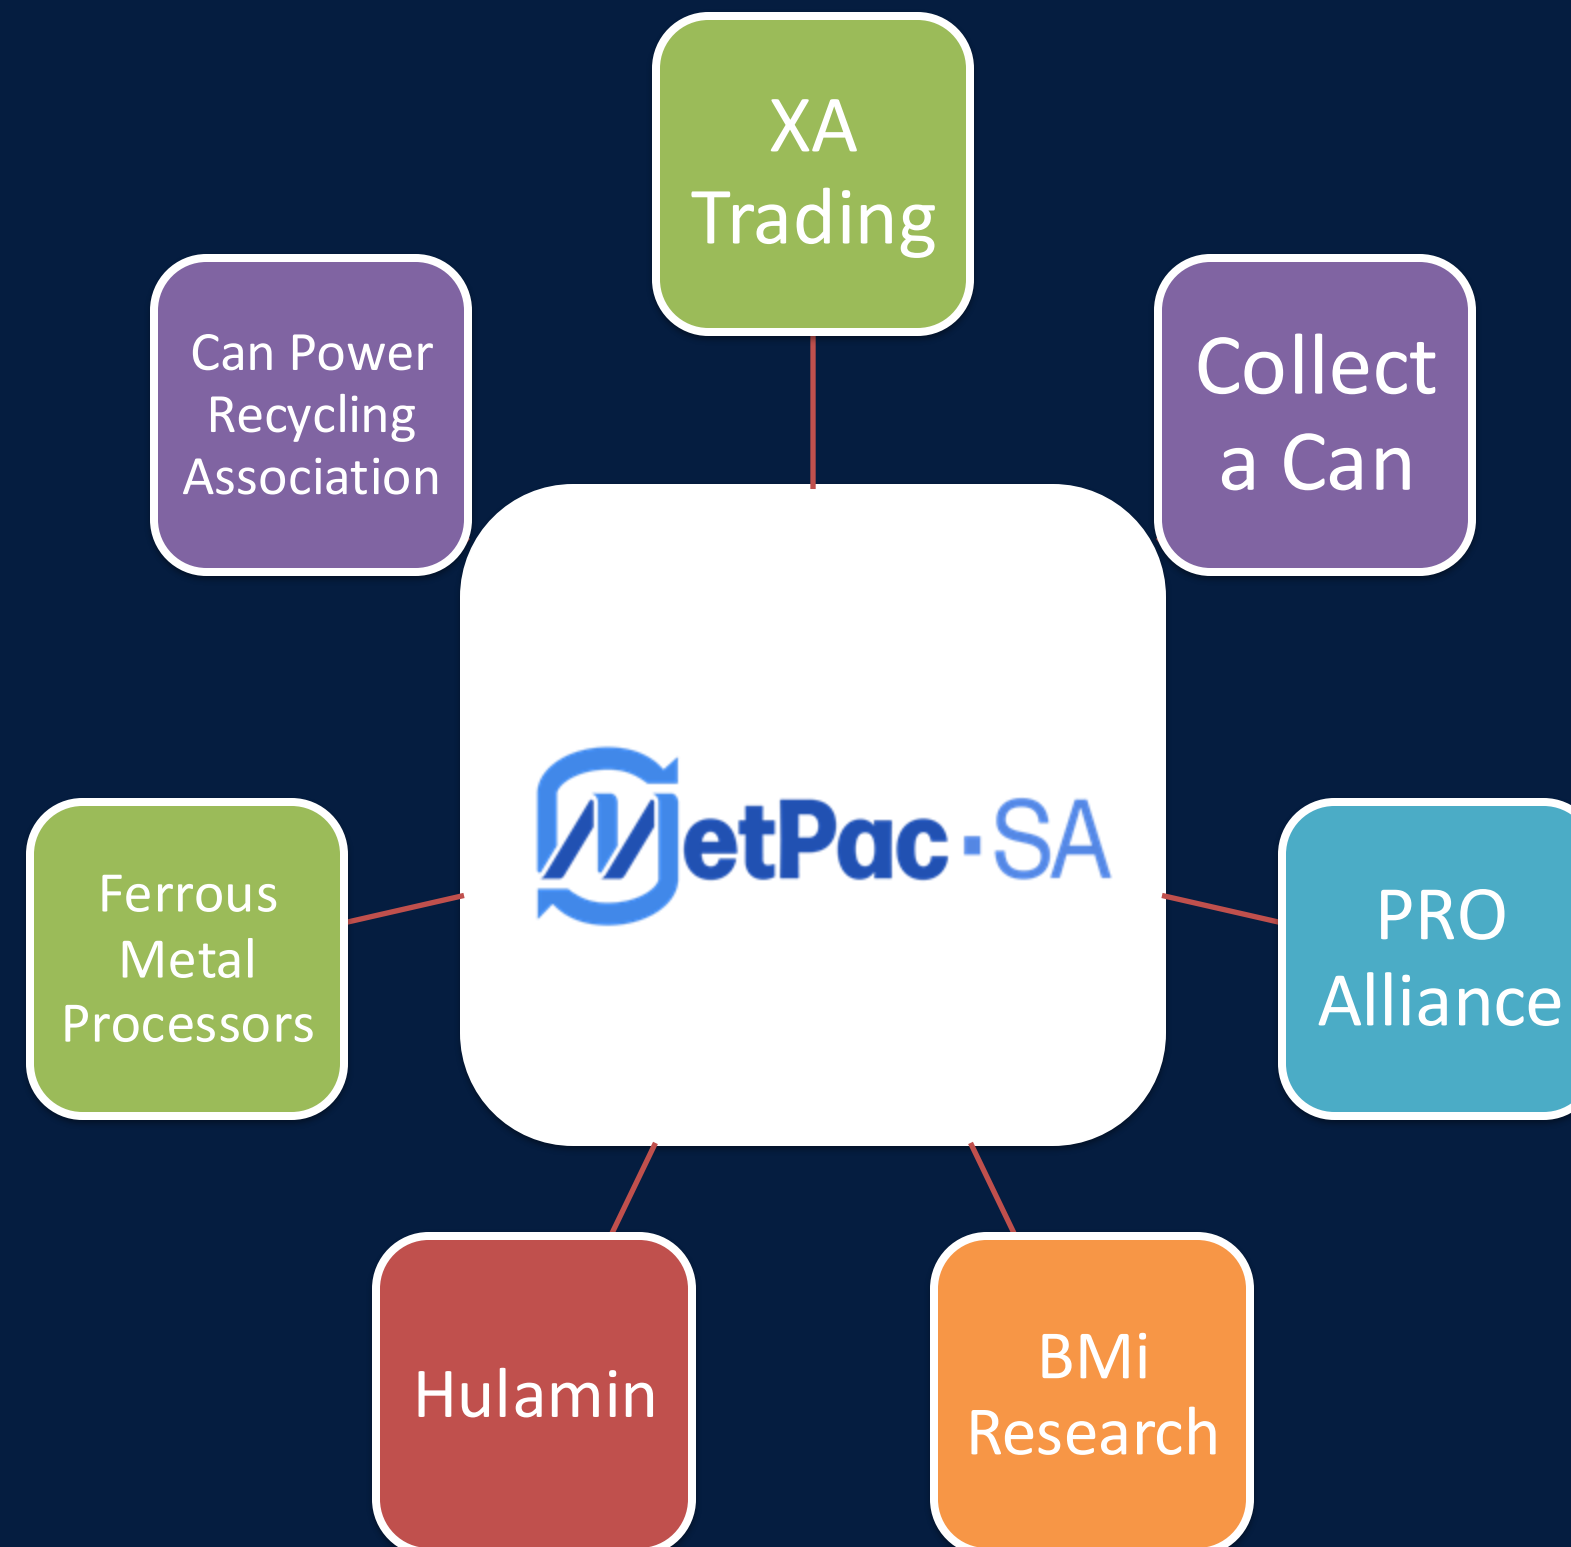 XA
Trading
Can Power
Recycling
Association
Collect
a Can
MetPac·SA
Ferrous
Metal
Processors
PRO
Alliance
Hulamin
BMi
Research